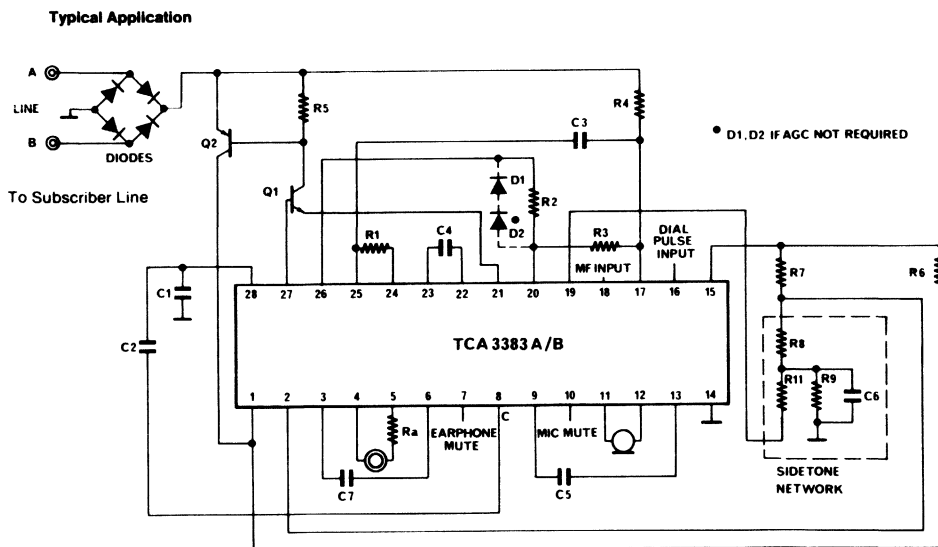 Typical Application
A
LINE
B
DIODES
To Subscriber Line
Q2
R5
Q1
C3
R4
● D1, D2 IF AGC NOT REQUIRED
D1
D2
R2
R1
C4
R3
MF INPUT
DIAL
PULSE
INPUT
R7
R6
C1
C2
28 27 26 25 24 23 22 21 20 19 18 17 16 15
TCA 3383 A/B
1 2 3 4 5 6 7 8 9 10 11 12 13 14
C
Ra
EARPHONE
MUTE
MIC MUTE
C7
C5
R8
R11 R9
C6
SIDETONE
NETWORK